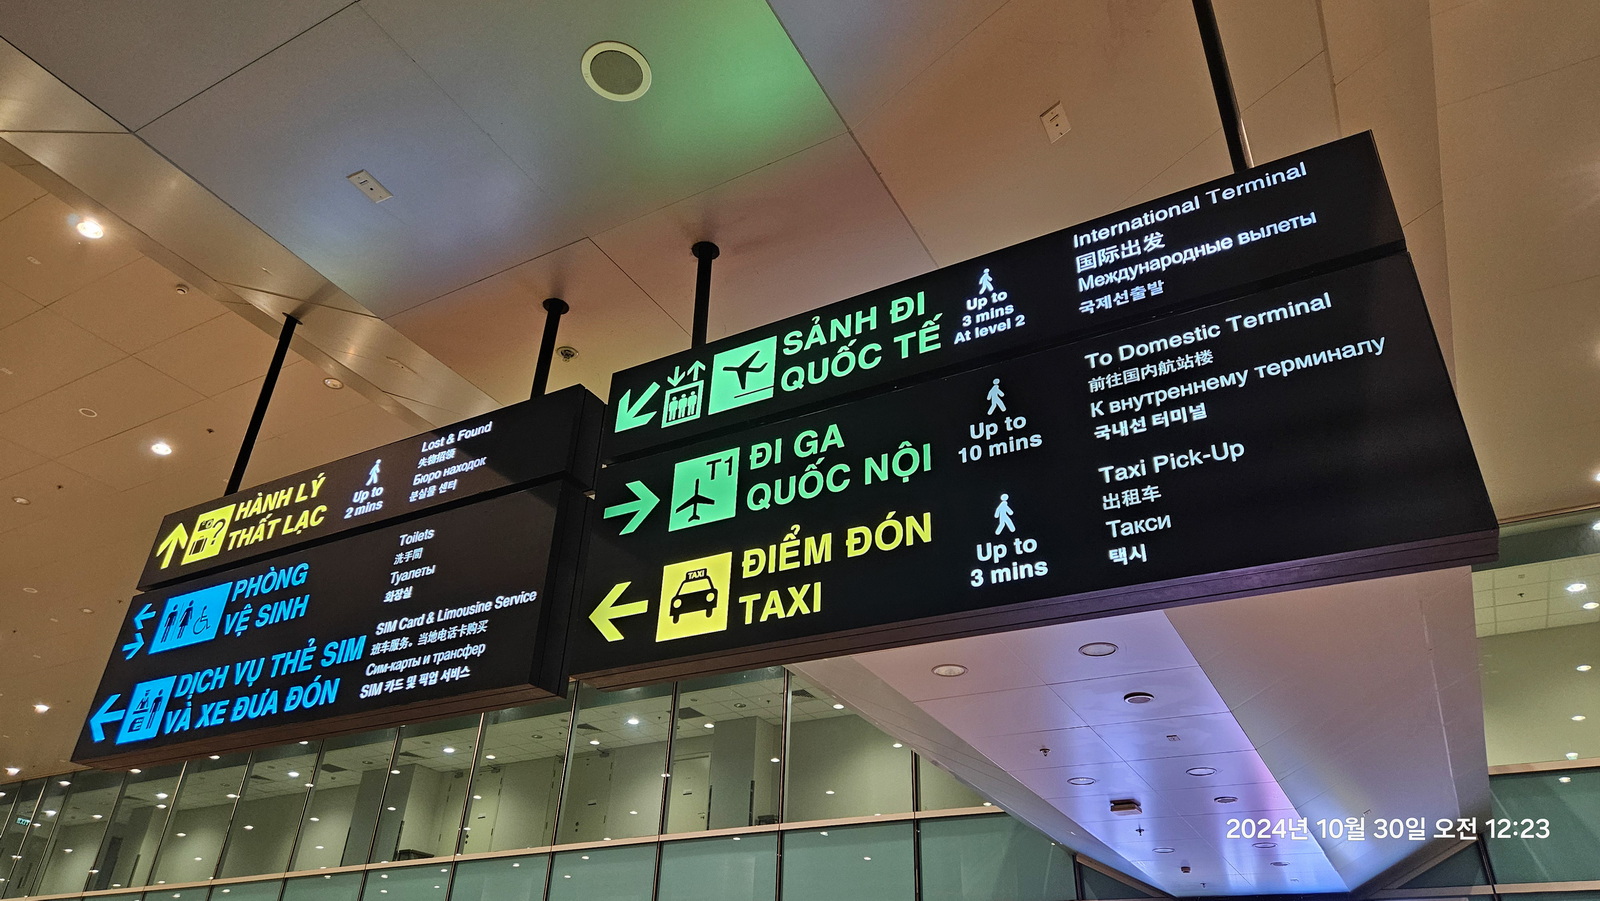 HÀNH LÝ
THẤT LẠC
Up to
2 mins
Lost & Found
失物招领
Бюро находок
분실물 센터
PHÒNG
VỆ SINH
Toilets
洗手间
Туалеты
화장실
DỊCH VỤ THẺ SIM
VÀ XE ĐƯA ĐÓN
SIM Card & Limousine Service
班车服务。当地电话卡购买
Сим-карты и трансфер
SIM 카드 및 픽업 서비스
SẢNH ĐI
QUỐC TẾ
Up to
3 mins
At level 2
International Terminal
国际出发
Международные вылеты
국제선출발
T1
ĐI GA
QUỐC NỘI
Up to
10 mins
To Domestic Terminal
前往国内航站楼
К внутреннему терминалу
국내선 터미널
TAXI
ĐIỂM ĐÓN
TAXI
Up to
3 mins
Taxi Pick-Up
出租车
Такси
택시
2024년 10월 30일 오전 12:23